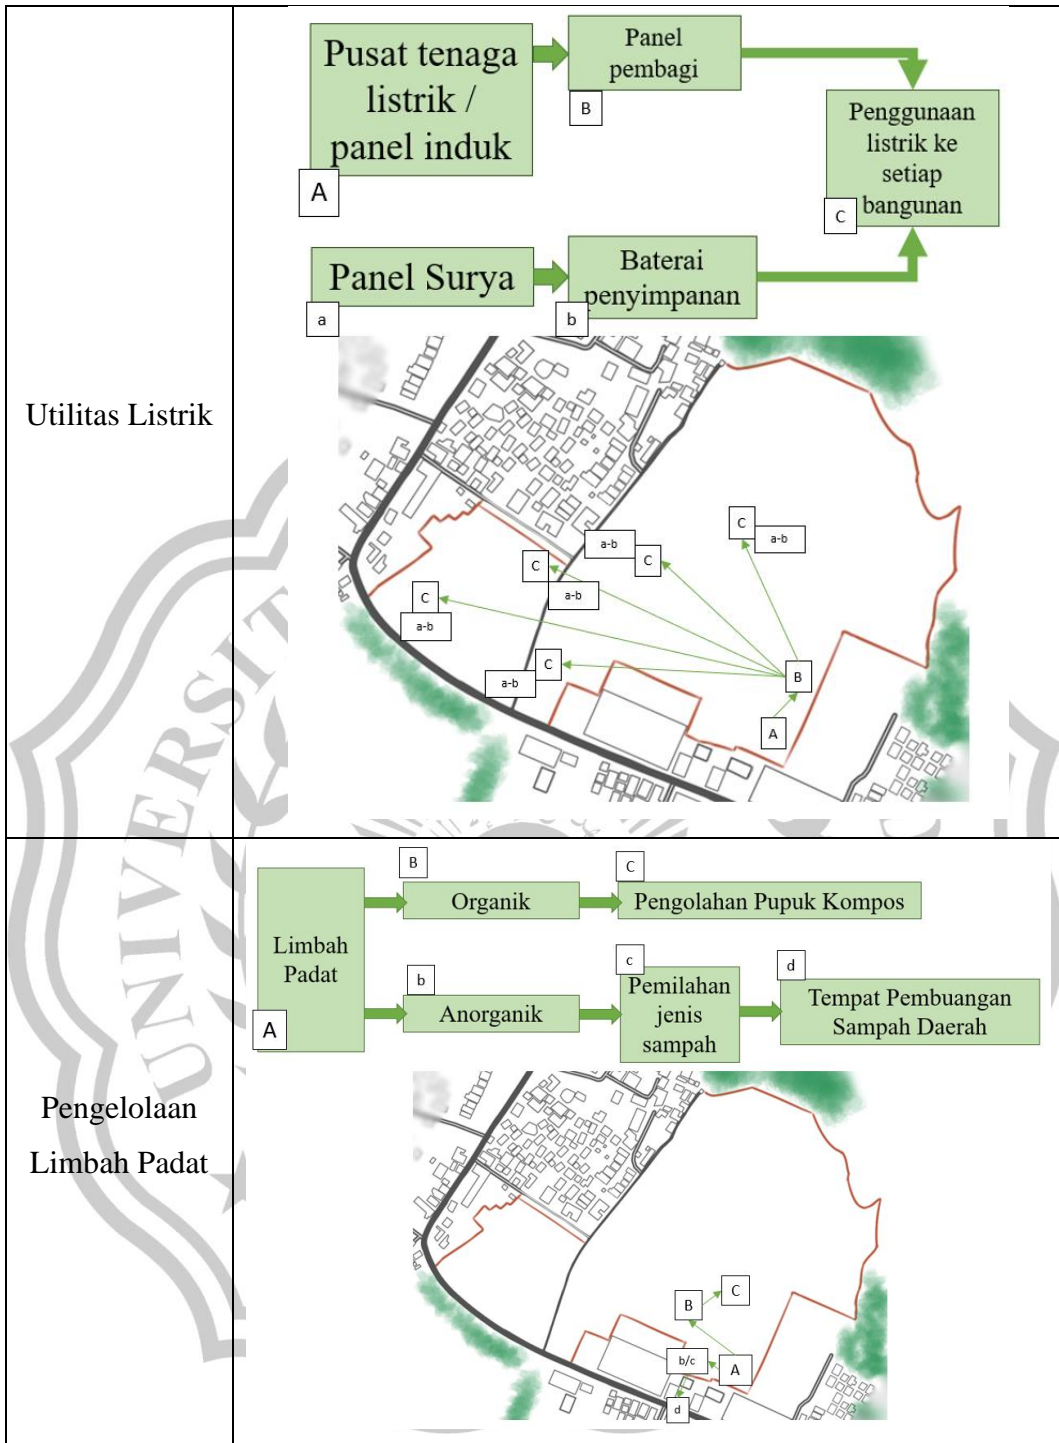 Utilitas Listrik
Pusat tenaga
listrik /
panel induk
A
Panel
pembagi
B
Penggunaan
listrik ke
setiap
bangunan
C
Panel Surya
a
Baterai
penyimpanan
b
C
a-b
a-b
C
C
a-b
C
a-b
C
a-b
B
A
UNIVERSIT
Pengelolaan
Limbah Padat
Limbah
Padat
A
B
Organik
C
Pengolahan Pupuk Kompos
b
Anorganik
c
Pemilahan
jenis
sampah
d
Tempat Pembuangan
Sampah Daerah
C
B
b/c
A
d